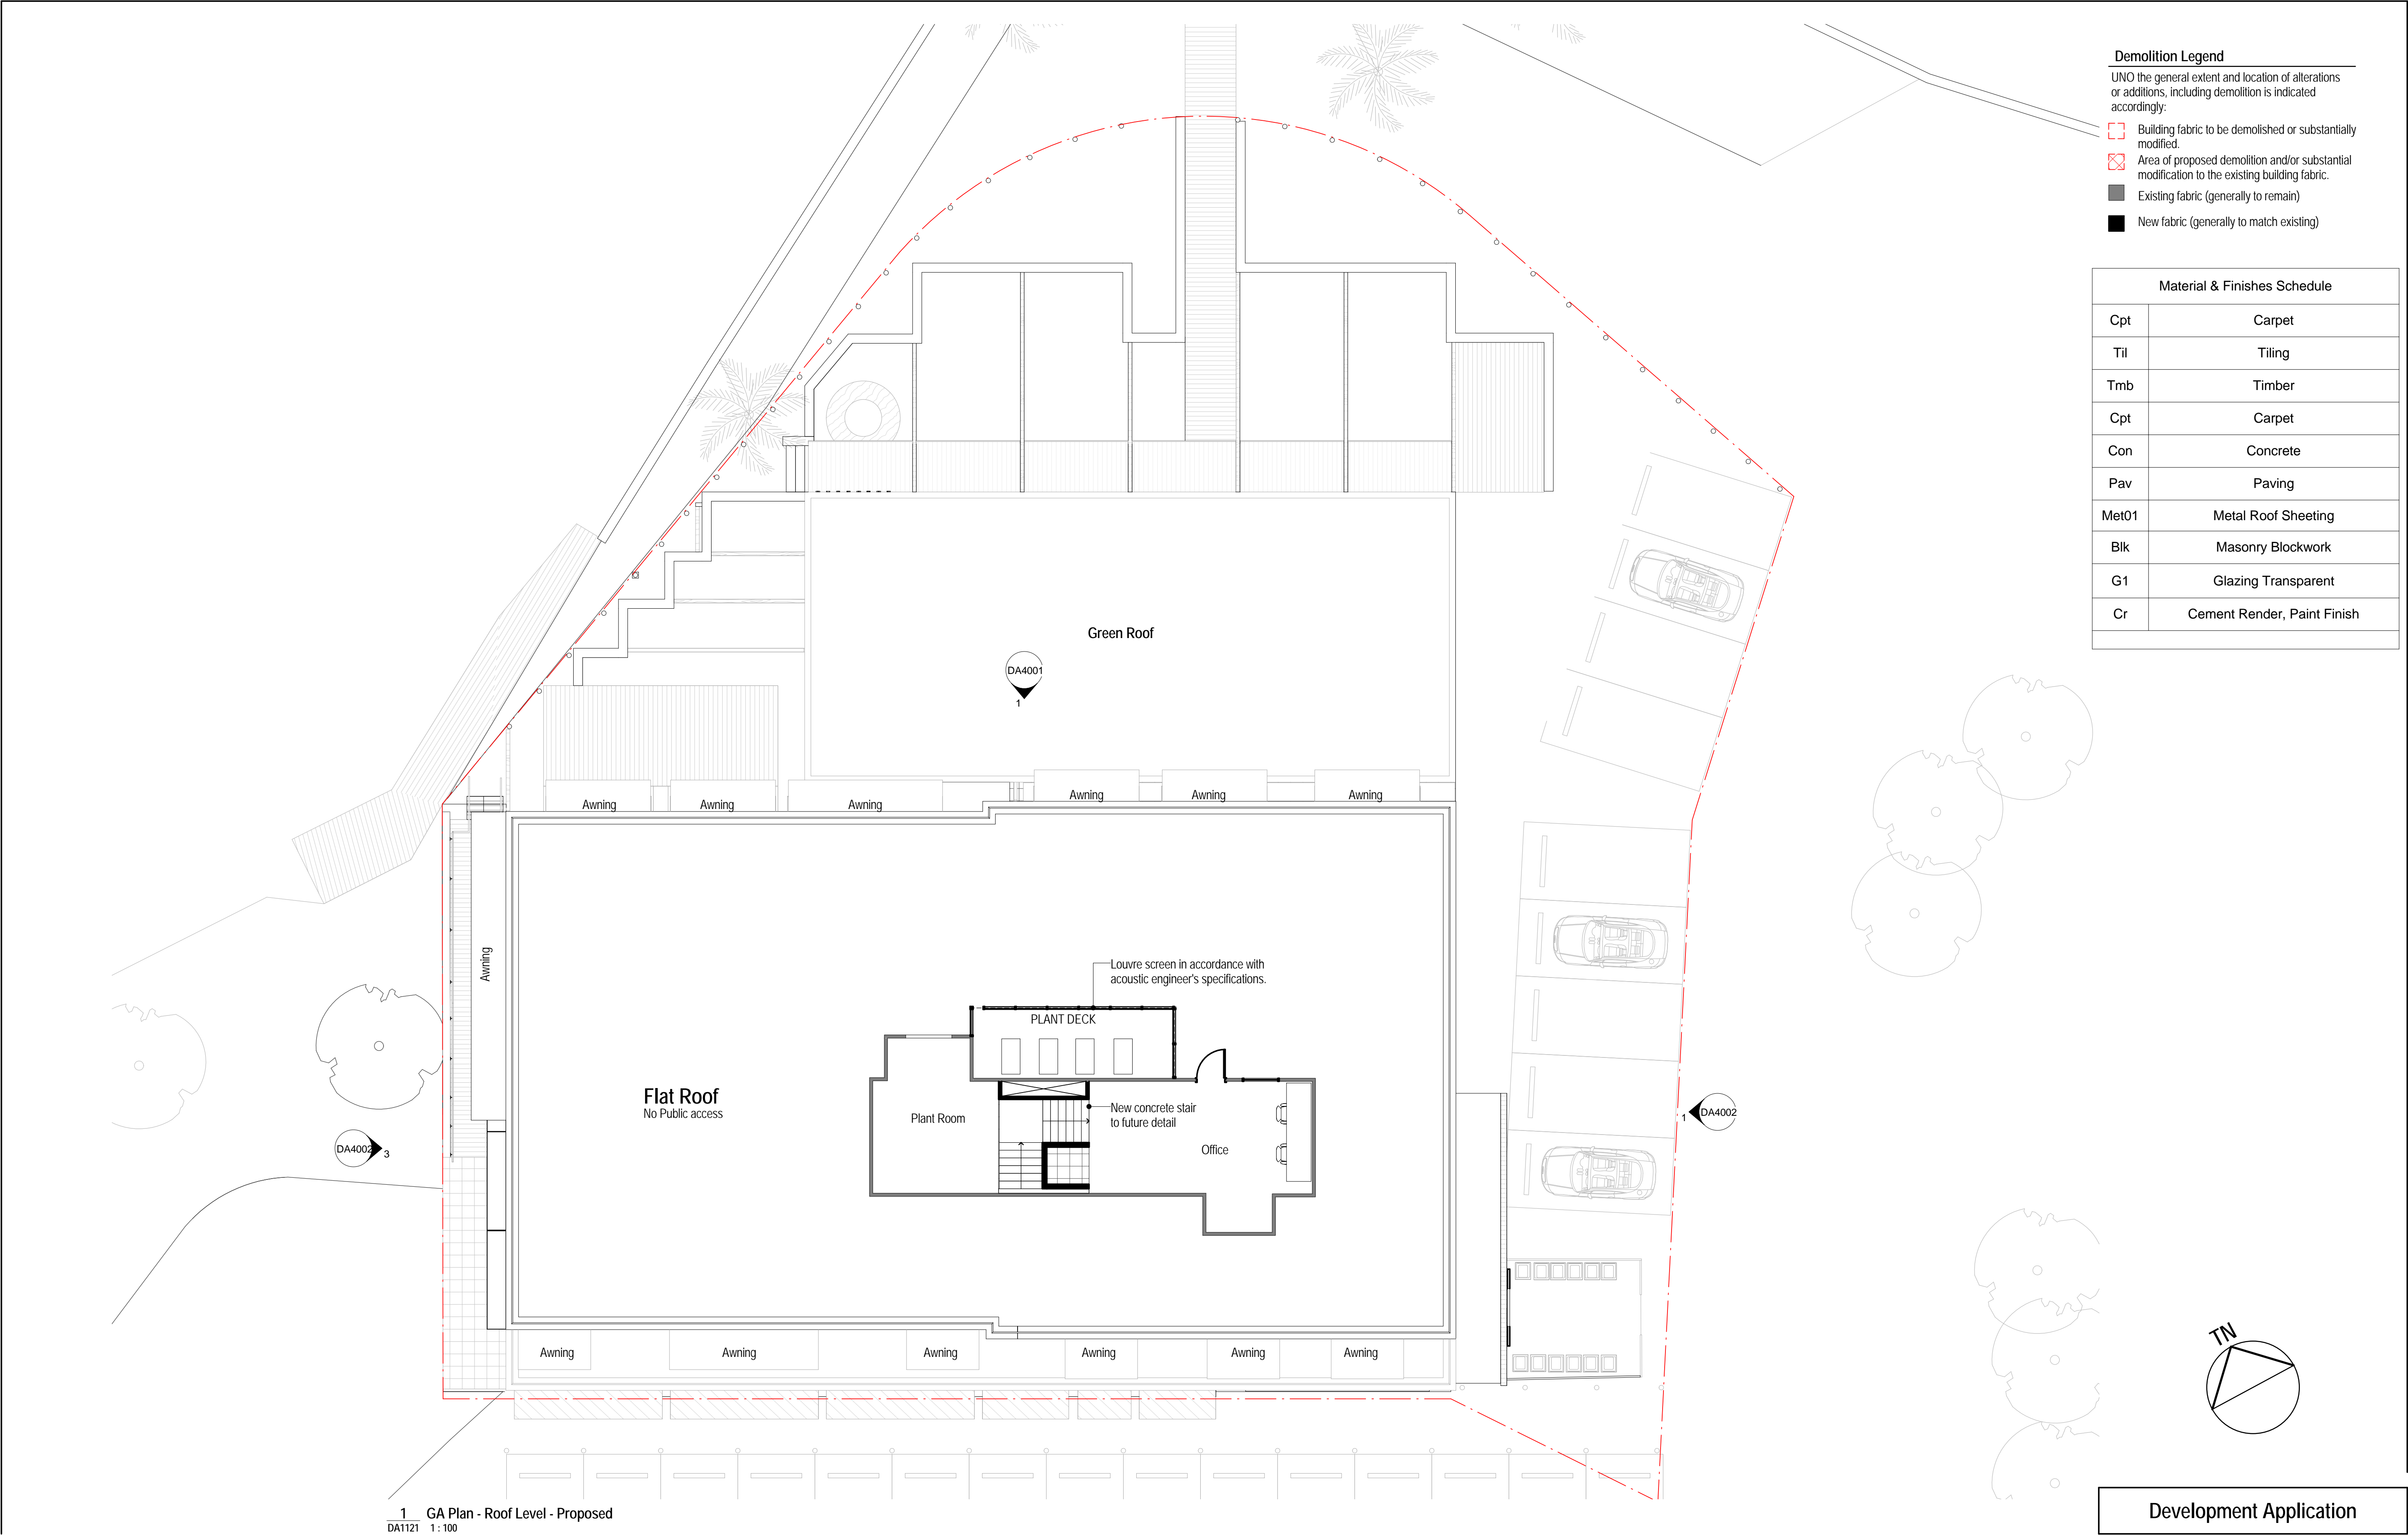 Demolition Legend
UNO the general extent and location of alterations
or additions, including demolition is indicated
accordingly:
Building fabric to be demolished or substantially
modified.
Area of proposed demolition and/or substantial
modification to the existing building fabric.
Existing fabric (generally to remain)
New fabric (generally to match existing)
Material & Finishes Schedule
Cpt Carpet
Til Tiling
Tmb Timber
Cpt Carpet
Con Concrete
Pav Paving
Met01 Metal Roof Sheeting
Blk Masonry Blockwork
G1 Glazing Transparent
Cr Cement Render, Paint Finish
Green Roof
DA4001
1
Awning
Awning
Awning
Awning
Awning
Awning
Awning
Louvre screen in accordance with
acoustic engineer's specifications.
PLANT DECK
Flat Roof
No Public access
Plant Room
New concrete stair
to future detail
Office
DA4002
1
DA4002
3
Awning
Awning
Awning
Awning
Awning
Awning
TN
1 GA Plan - Roof Level - Proposed
DA1121 1 : 100
Development Application